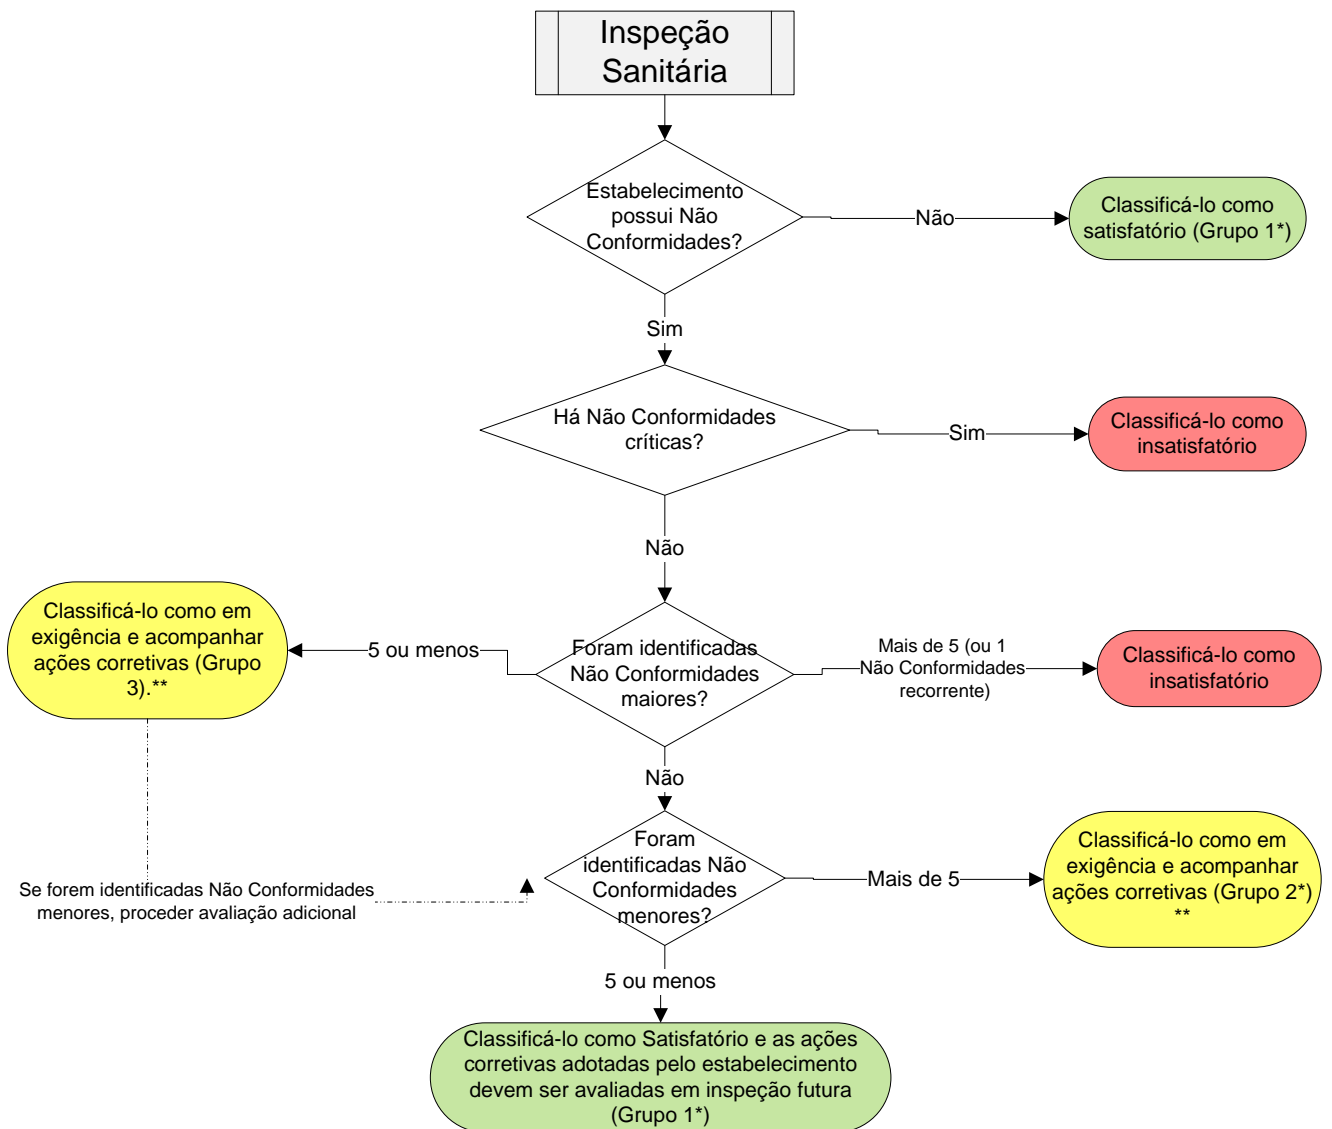 Inspeção
Sanitária
Estabelecimento
possui Não
Conformidades?
Não
Classificá-lo como
satisfatório (Grupo 1*)
Sim
Há Não Conformidades
críticas?
Sim
Classificá-lo como
insatisfatório
Não
Classificá-lo como em
exigência e acompanhar
ações corretivas (Grupo
3).**
5 ou menos
Foram identificadas
Não Conformidades
maiores?
Mais de 5 (ou 1
Não Conformidades
recorrente)
Classificá-lo como
insatisfatório
Não
Se forem identificadas Não Conformidades
menores, proceder avaliação adicional
Foram
identificadas Não
Conformidades
menores?
Mais de 5
Classificá-lo como em
exigência e acompanhar
ações corretivas (Grupo 2*)
**
5 ou menos
Classificá-lo como Satisfatório e as ações
corretivas adotadas pelo estabelecimento
devem ser avaliadas em inspeção futura
(Grupo 1*)